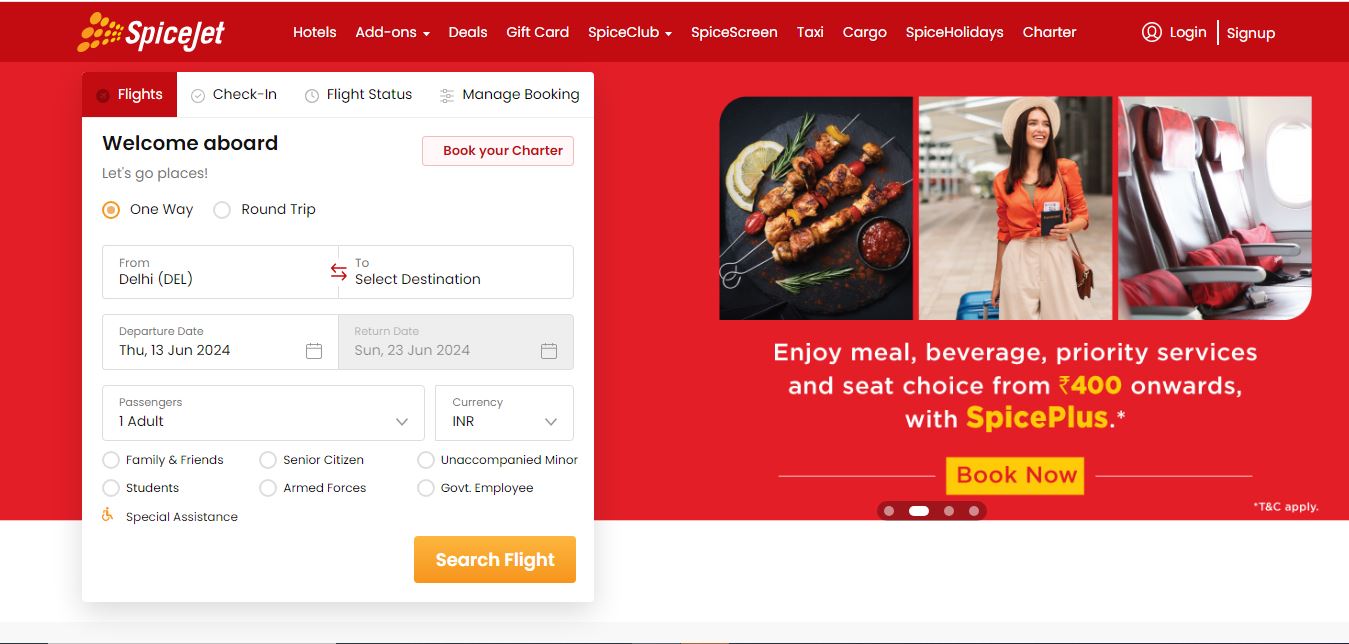 SpiceJet
Hotels Add-ons Deals Gift Card SpiceClub SpiceScreen Taxi Cargo SpiceHolidays Charter Login Signup
Flights Check-In Flight Status Manage Booking
Welcome aboard
Book your Charter
Let's go places!
One Way Round Trip
From
Delhi (DEL)
To
Select Destination
Departure Date
Thu, 13 Jun 2024
Return Date
Sun, 23 Jun 2024
Passengers
1 Adult
Currency
INR
Family & Friends Senior Citizen Unaccompanied Minor
Students Armed Forces Govt. Employee
Special Assistance
Search Flight
Enjoy meal, beverage, priority services
and seat choice from ₹400 onwards,
with SpicePlus.*
Book Now
*T&C apply.